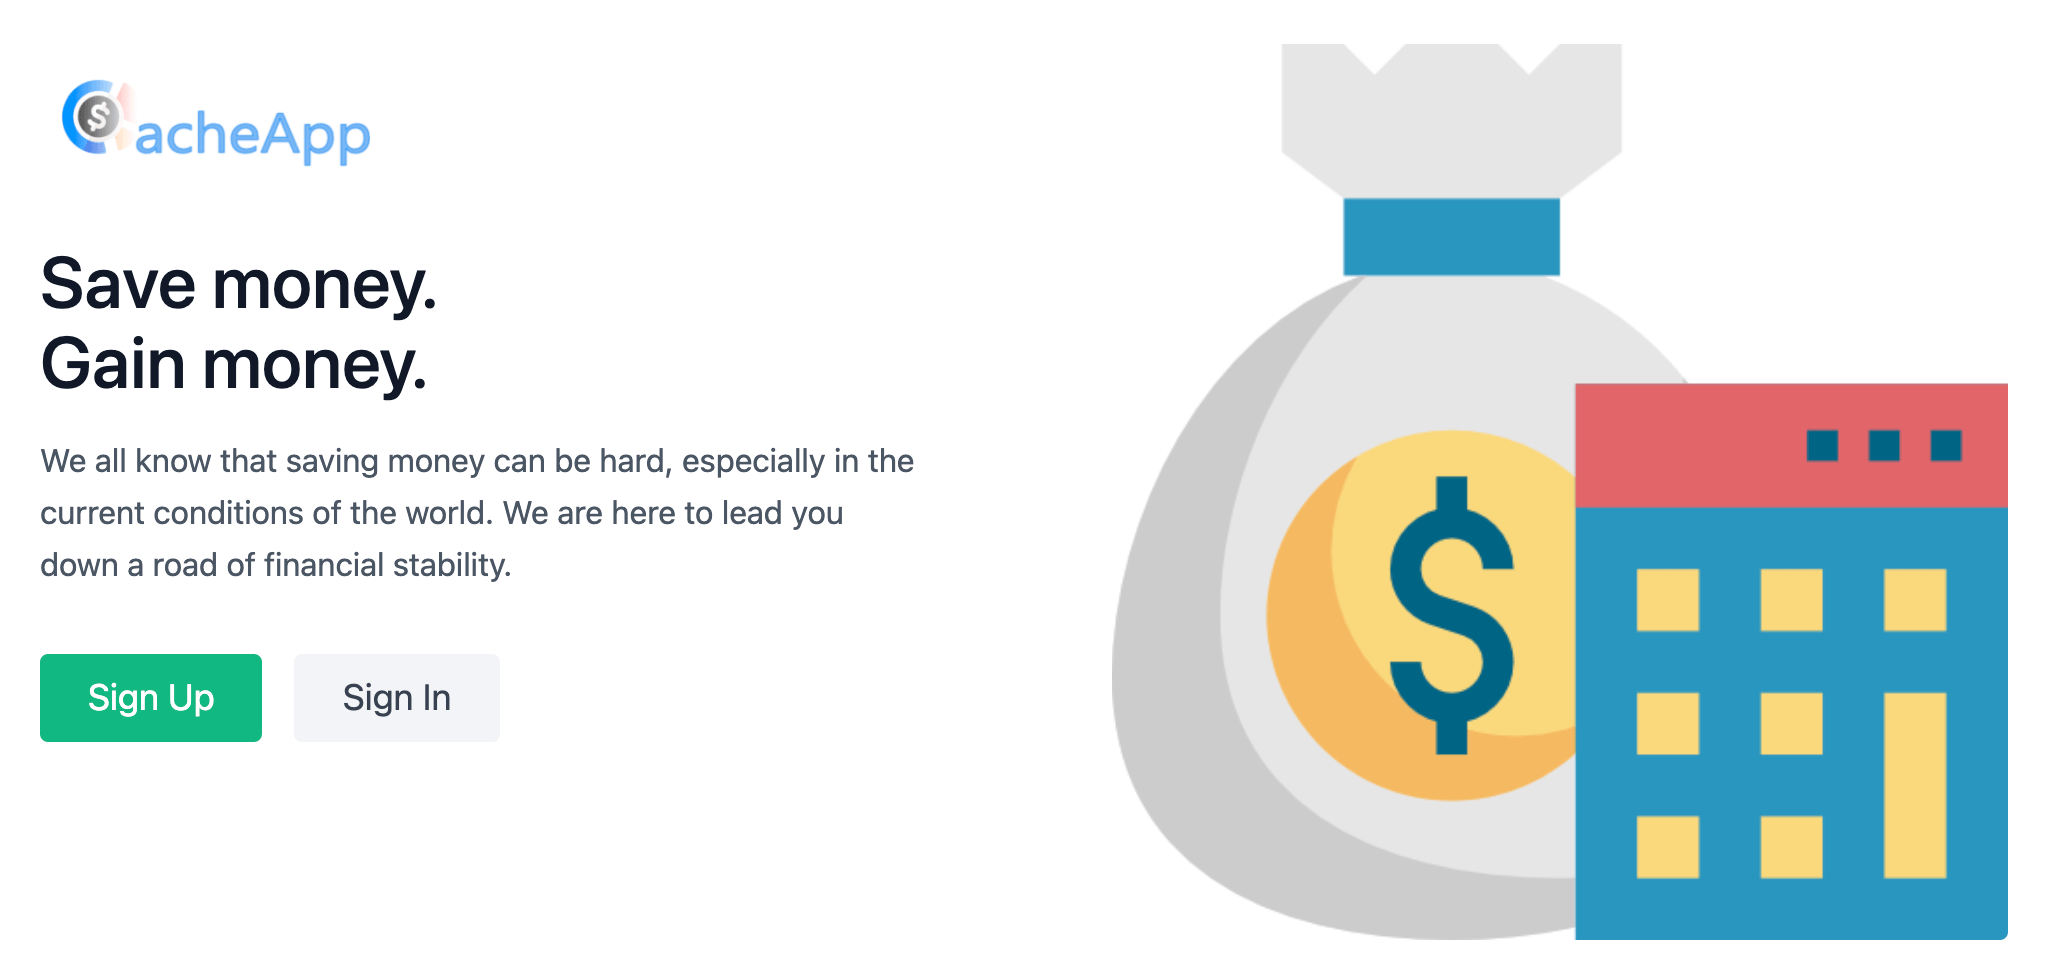 CacheApp
Save money.
Gain money.
We all know that saving money can be hard, especially in the
current conditions of the world. We are here to lead you
down a road of financial stability.
Sign Up
Sign In
$